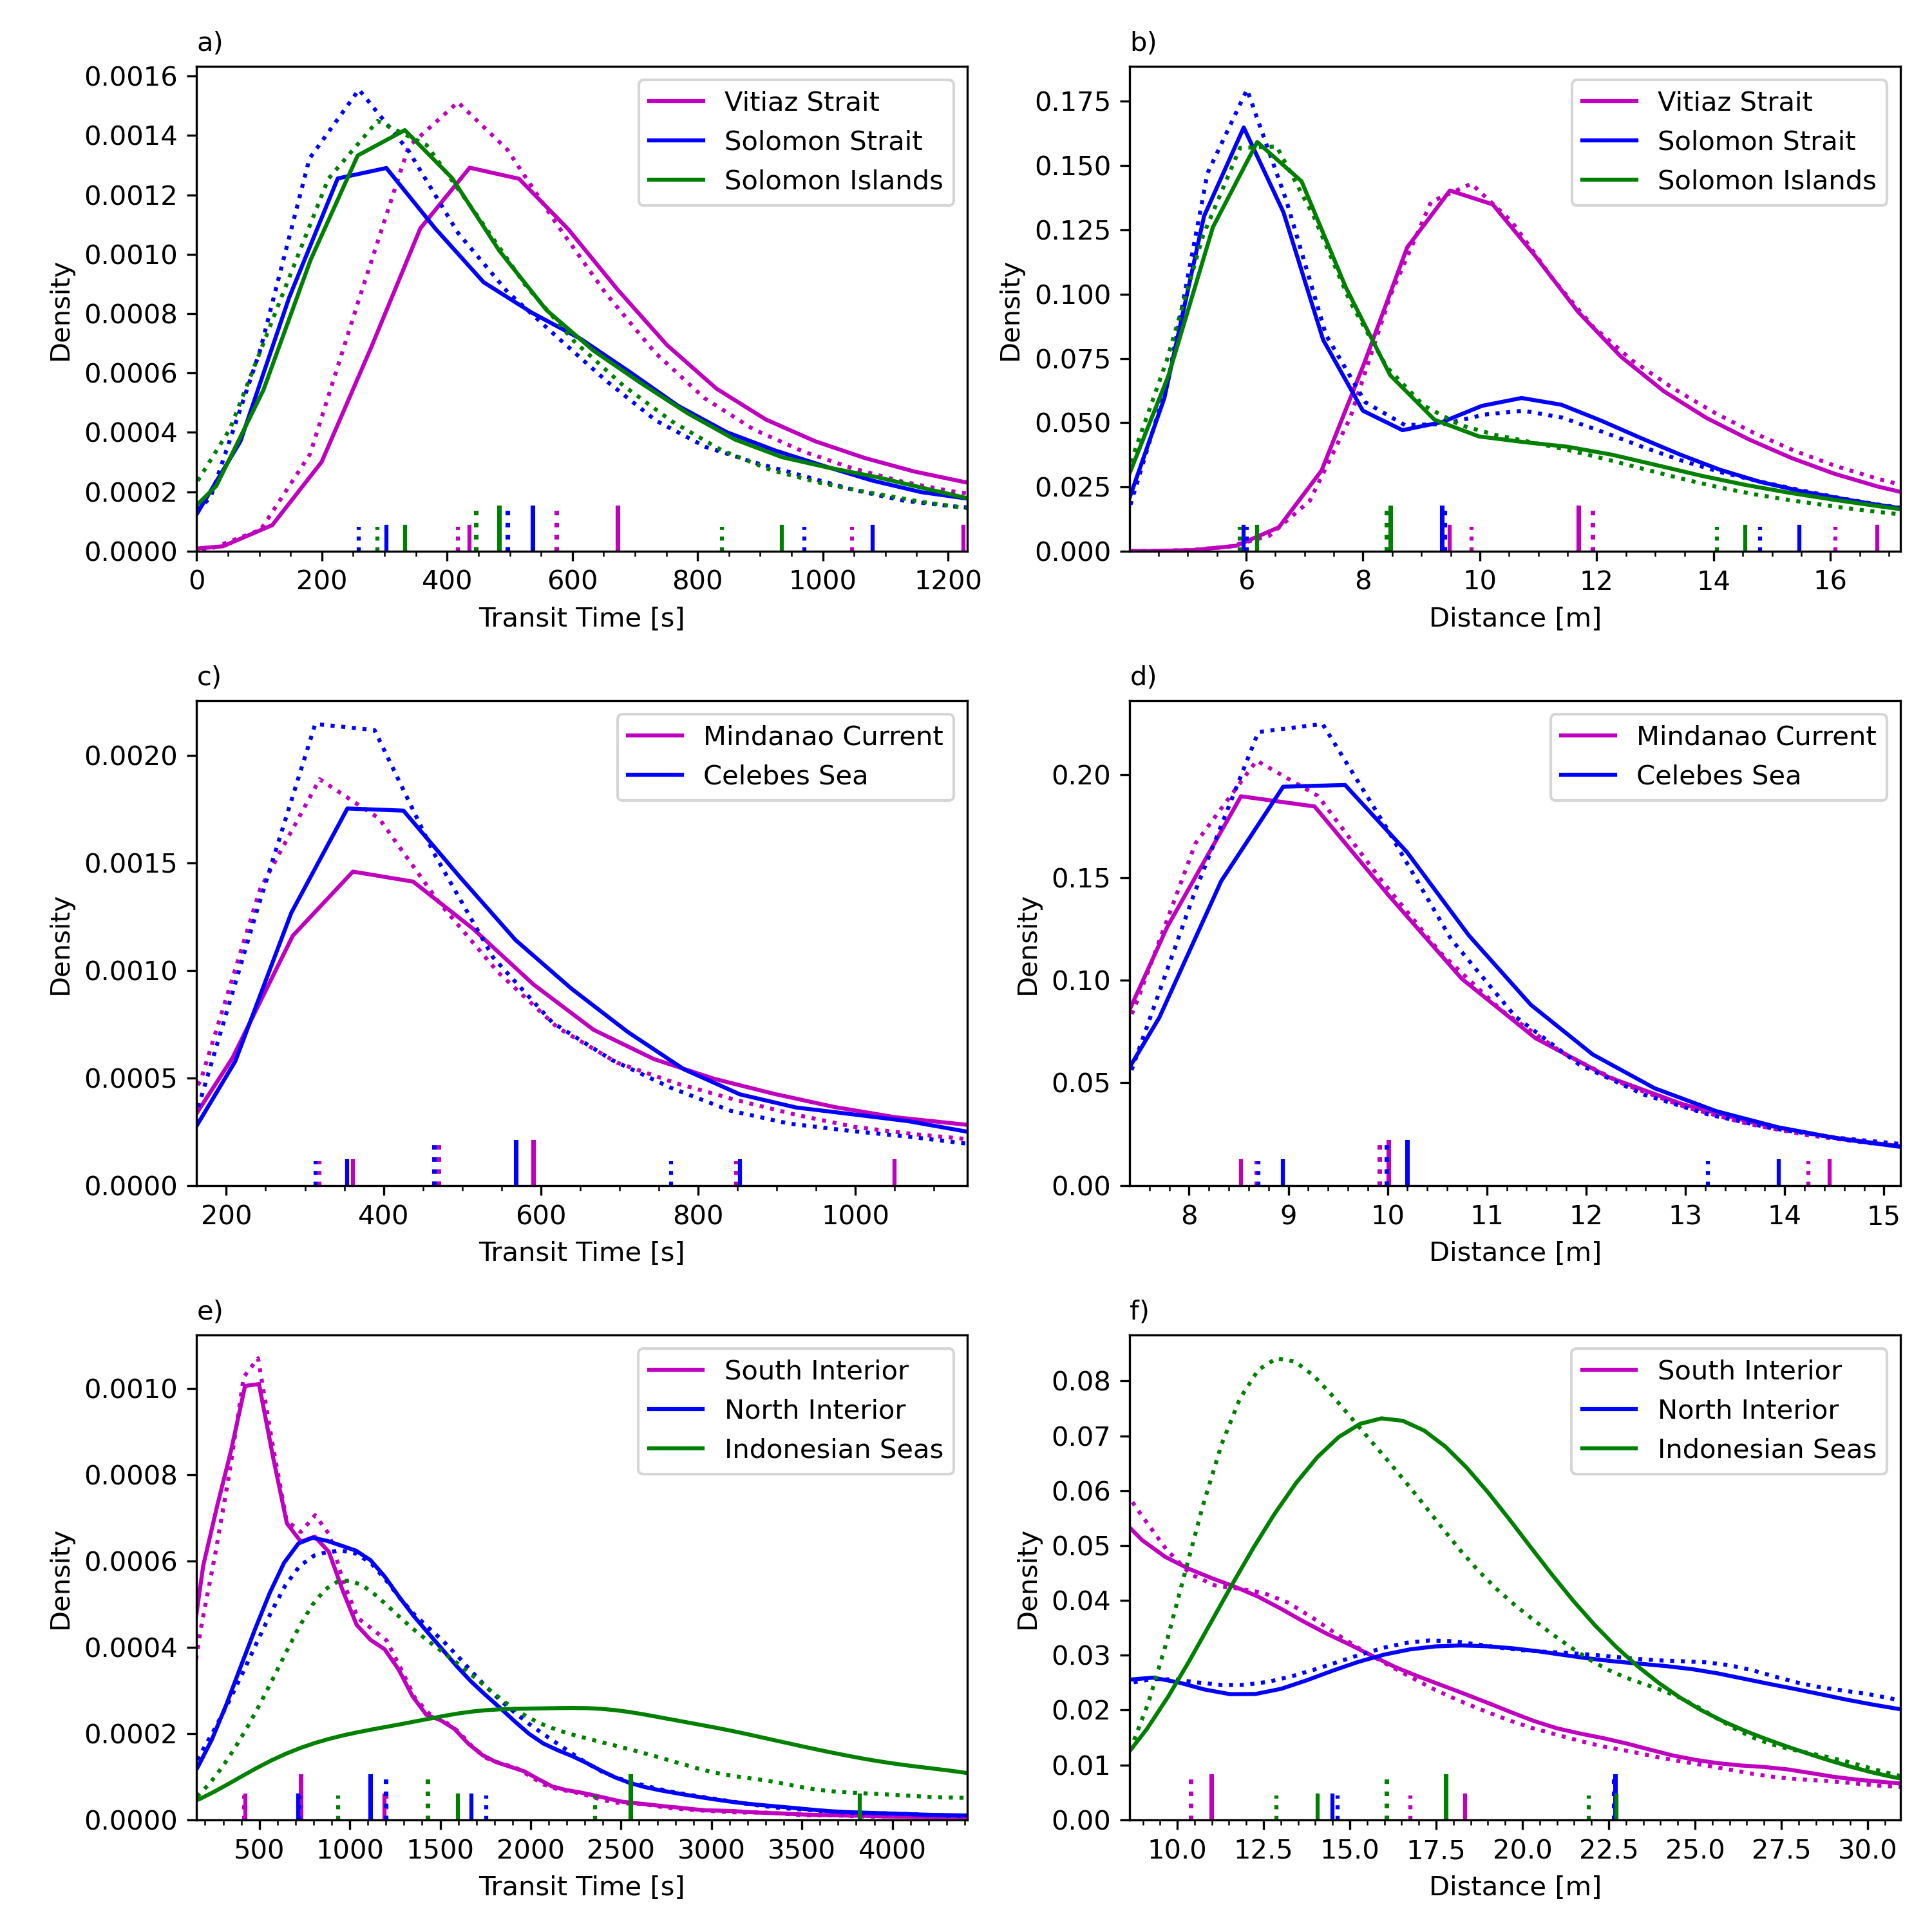 a)
0.0016
0.0014
0.0012
0.0010
0.0008
0.0006
0.0004
0.0002
0.0000
Density
0 200 400 600 800 1000 1200
Transit Time [s]
Vitiaz Strait
Solomon Strait
Solomon Islands
b)
0.175
0.150
0.125
0.100
0.075
0.050
0.025
0.000
Density
6 8 10 12 14 16
Distance [m]
Vitiaz Strait
Solomon Strait
Solomon Islands
c)
0.0020
0.0015
0.0010
0.0005
0.0000
Density
200 400 600 800 1000
Transit Time [s]
Mindanao Current
Celebes Sea
d)
0.20
0.15
0.10
0.05
0.00
Density
8 9 10 11 12 13 14 15
Distance [m]
Mindanao Current
Celebes Sea
e)
0.0010
0.0008
0.0006
0.0004
0.0002
0.0000
Density
500 1000 1500 2000 2500 3000 3500 4000
Transit Time [s]
South Interior
North Interior
Indonesian Seas
f)
0.08
0.07
0.06
0.05
0.04
0.03
0.02
0.01
0.00
Density
10.0 12.5 15.0 17.5 20.0 22.5 25.0 27.5 30.0
Distance [m]
South Interior
North Interior
Indonesian Seas